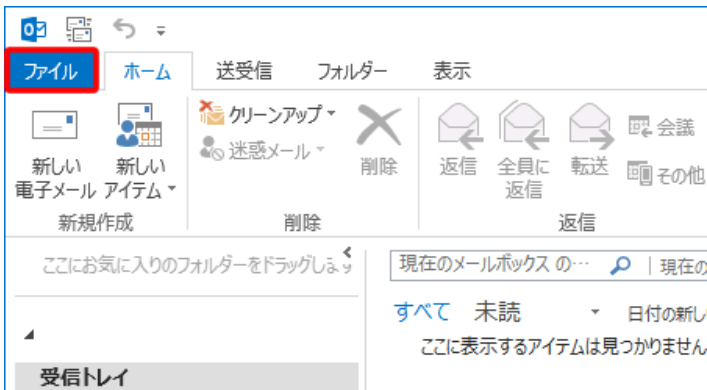 ファイル ホーム 送受信 フォルダー 表示
新しい
電子メール
新しい
アイテム
新規作成
クリーンアップ
迷惑メール
削除
削除
返信
全員に
返信
転送
会議
その他
返信
ここにお気に入りのフォルダーをドラッグしま
受信トレイ
現在のメールボックス の… 現在の
すべて 未読 日付の新し
ここに表示するアイテムは見つかりません